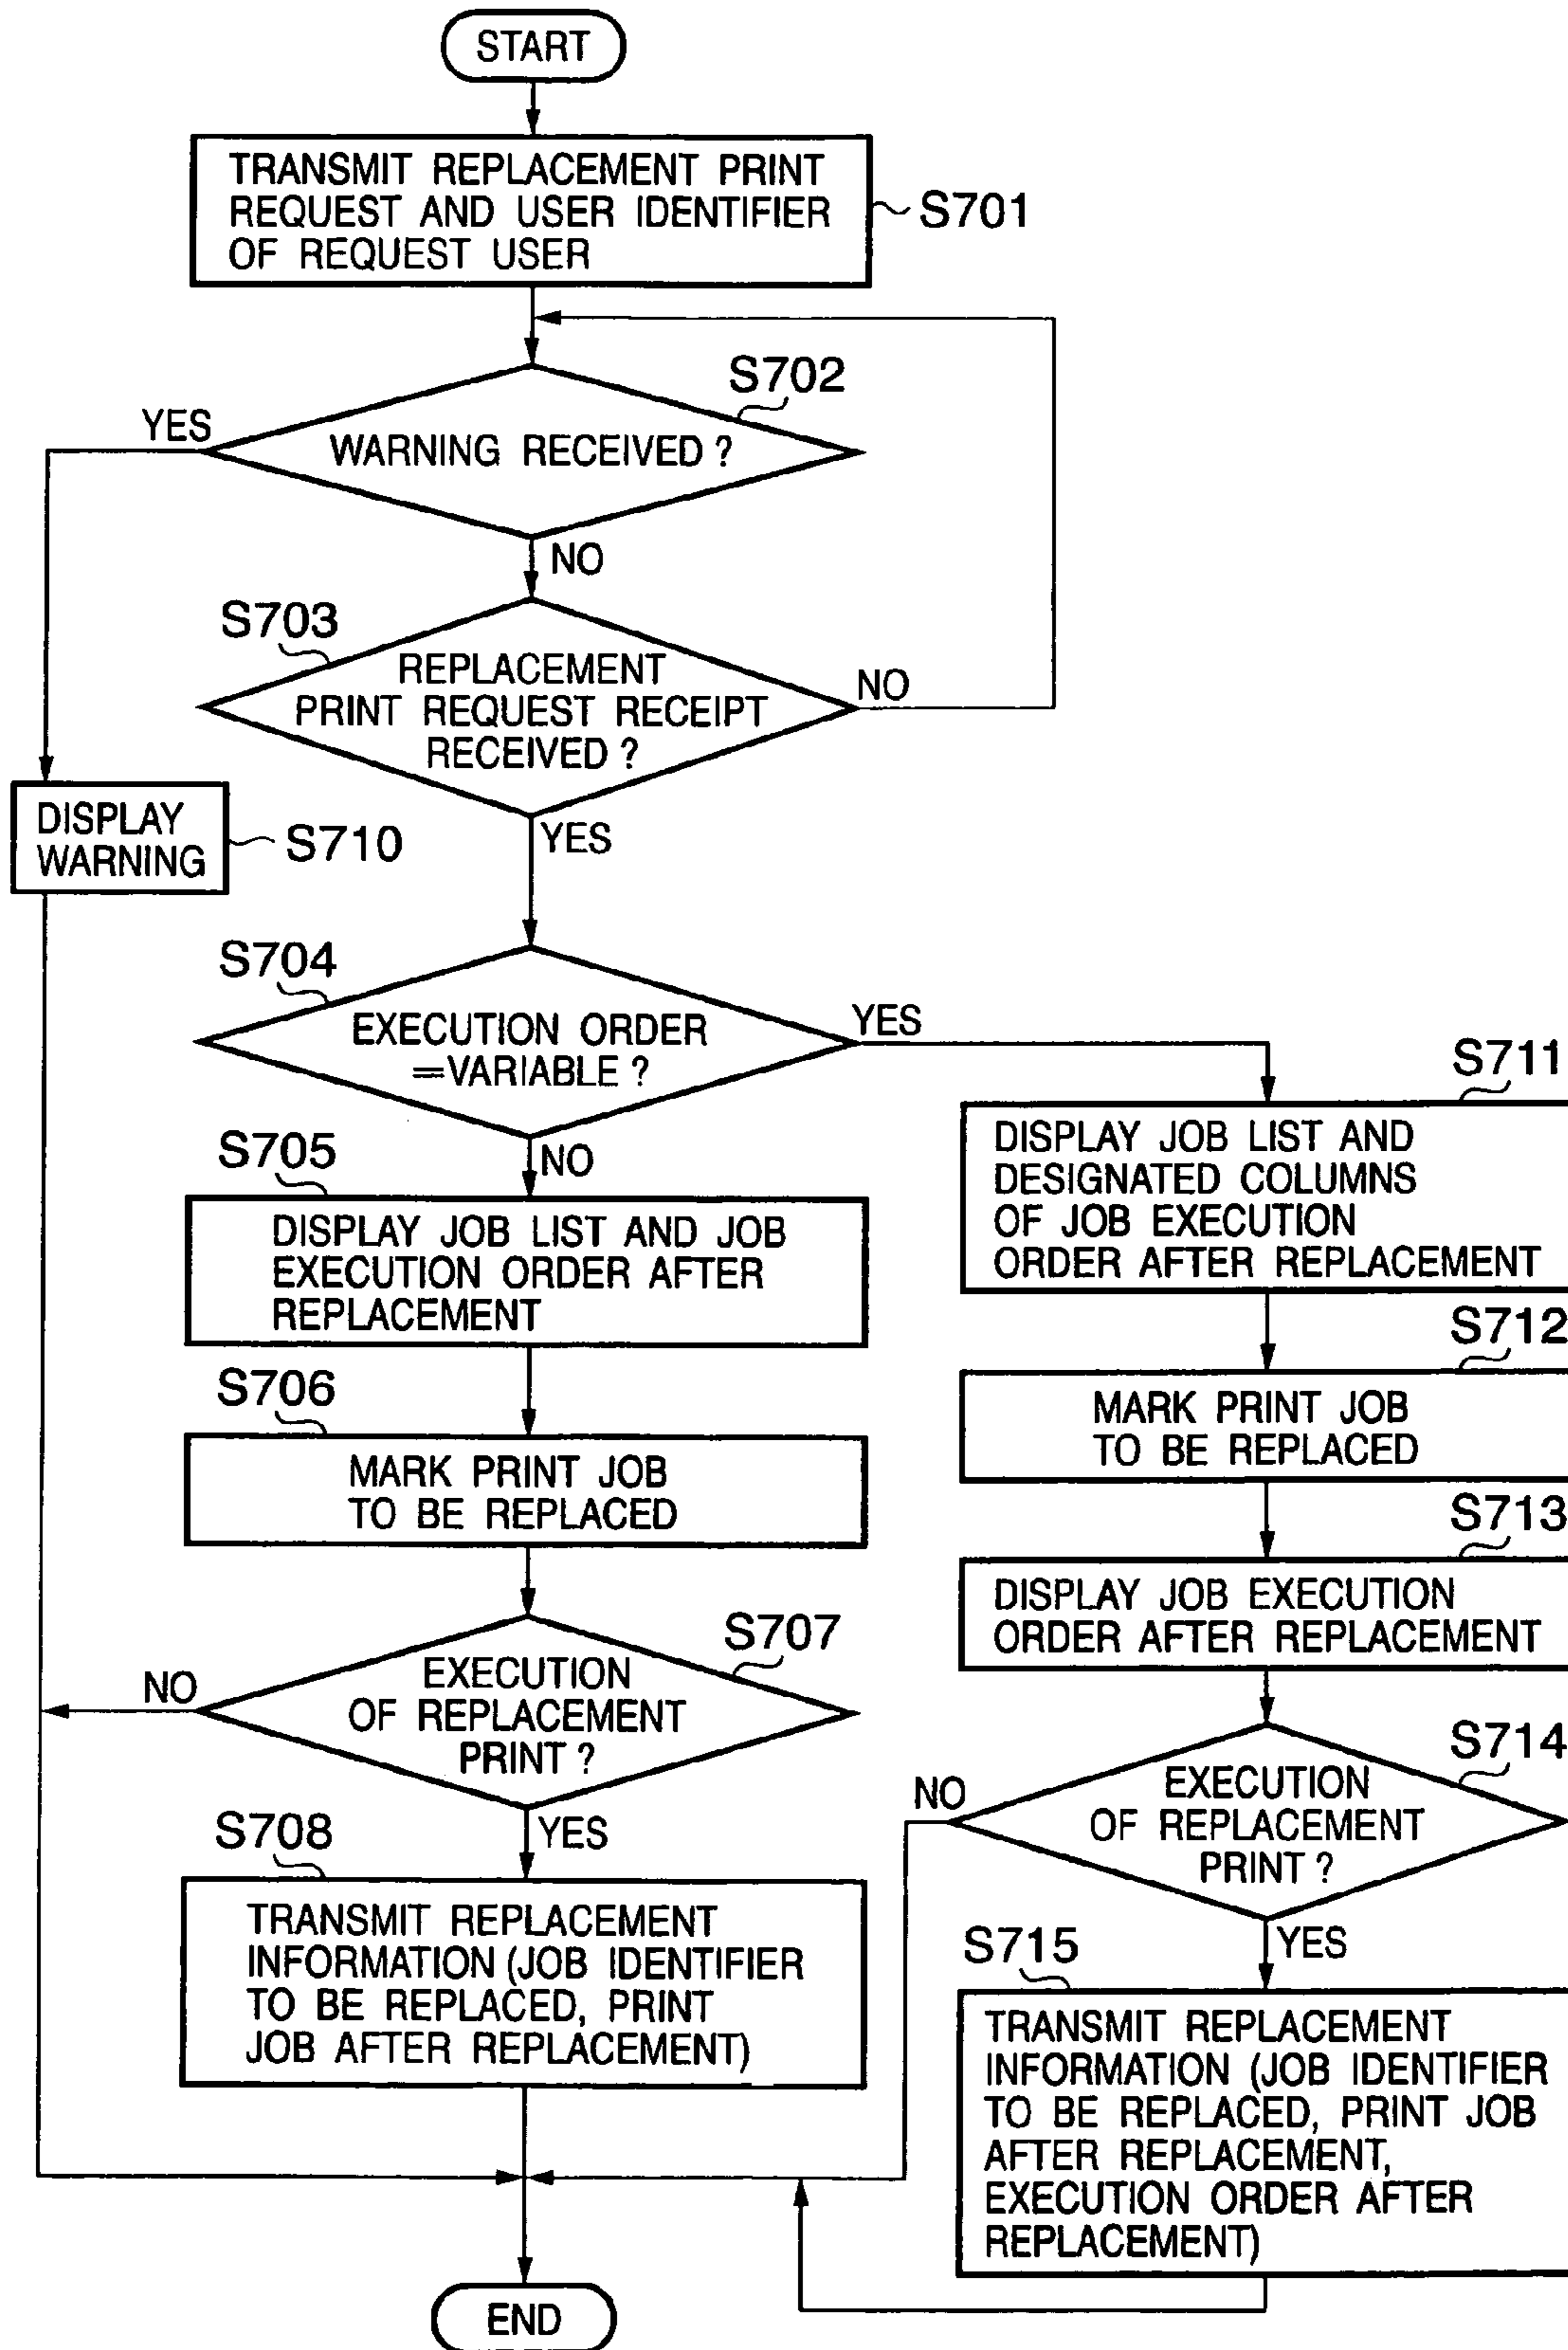 START
TRANSMIT REPLACEMENT PRINT
REQUEST AND USER IDENTIFIER
OF REQUEST USER
S701
S702
YES
WARNING RECEIVED ?
NO
S703
REPLACEMENT
PRINT REQUEST RECEIPT
RECEIVED ?
NO
YES
DISPLAY
WARNING
S710
S704
EXECUTION ORDER
=VARIABLE ?
YES
NO
S705
DISPLAY JOB LIST AND JOB
EXECUTION ORDER AFTER
REPLACEMENT
S706
MARK PRINT JOB
TO BE REPLACED
S707
EXECUTION
OF REPLACEMENT
PRINT ?
NO
YES
S708
TRANSMIT REPLACEMENT
INFORMATION (JOB IDENTIFIER
TO BE REPLACED, PRINT
JOB AFTER REPLACEMENT)
S711
DISPLAY JOB LIST AND
DESIGNATED COLUMNS
OF JOB EXECUTION
ORDER AFTER REPLACEMENT
S712
MARK PRINT JOB
TO BE REPLACED
S713
DISPLAY JOB EXECUTION
ORDER AFTER REPLACEMENT
S714
EXECUTION
OF REPLACEMENT
PRINT ?
NO
YES
S715
TRANSMIT REPLACEMENT
INFORMATION (JOB IDENTIFIER
TO BE REPLACED, PRINT JOB
AFTER REPLACEMENT,
EXECUTION ORDER AFTER
REPLACEMENT)
END